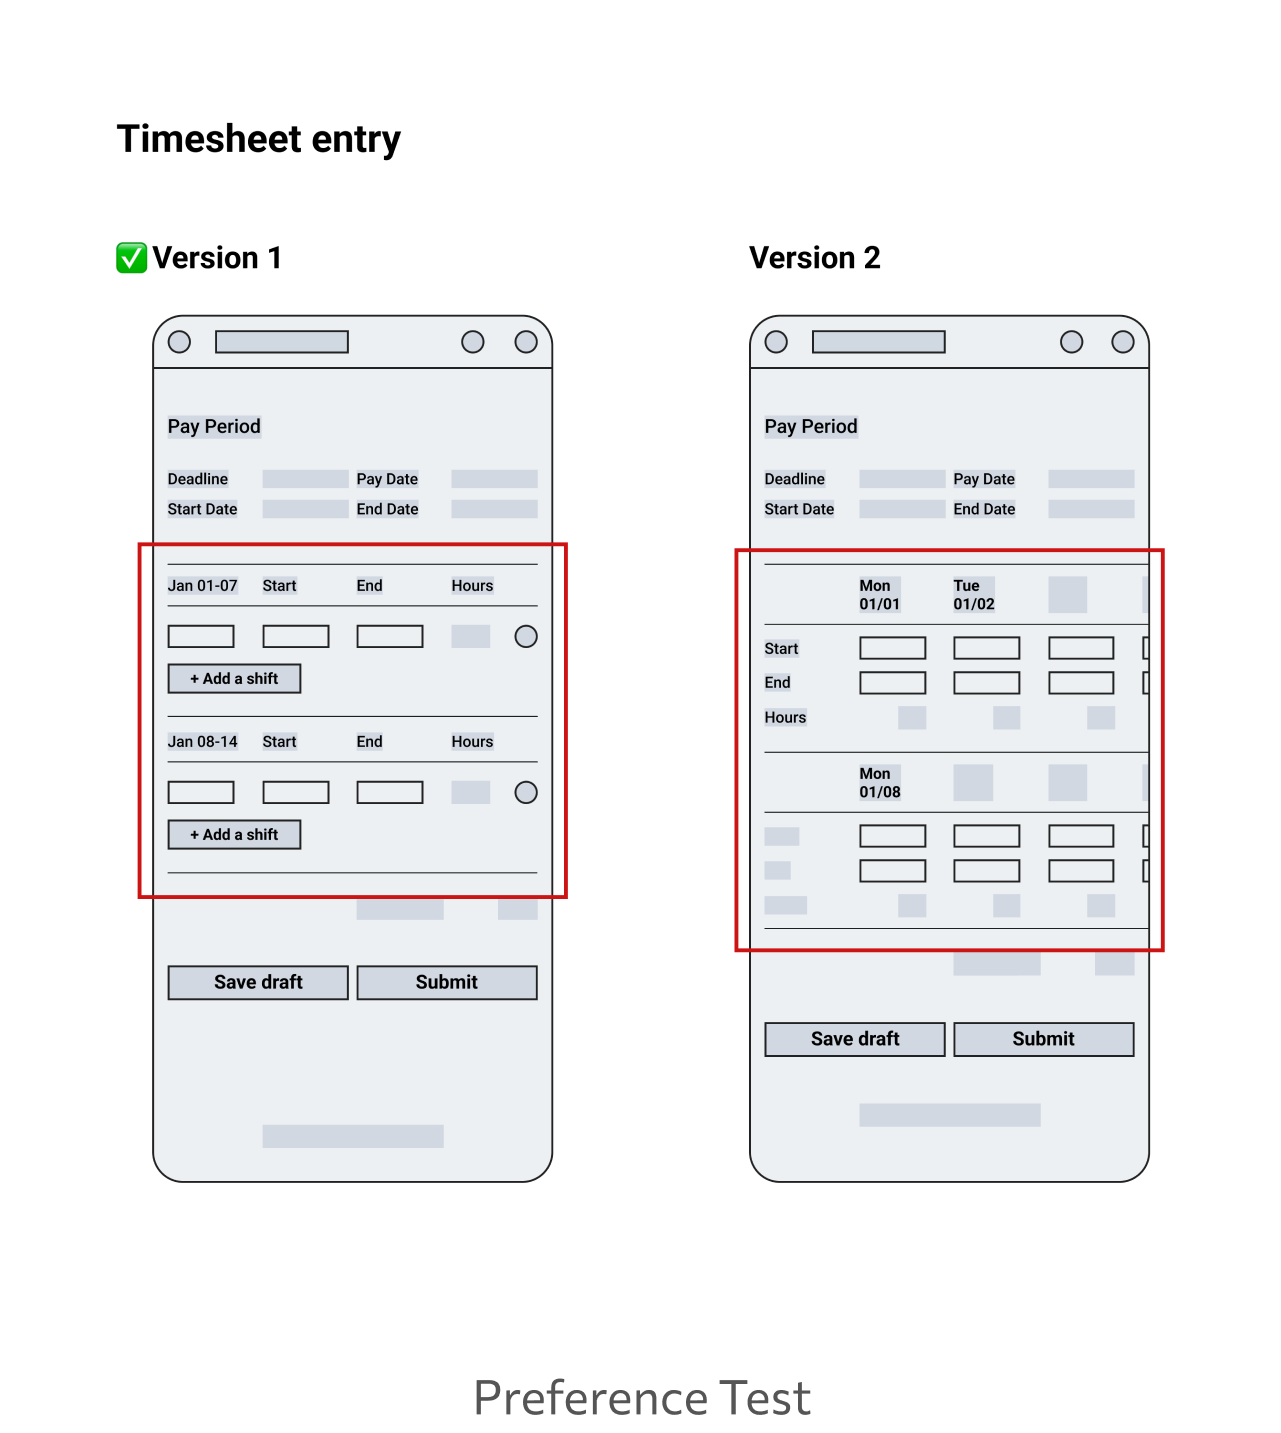 Timesheet entry
✅ Version 1
Pay Period
Deadline Pay Date
Start Date End Date
Jan 01-07 Start End Hours
+ Add a shift
Jan 08-14 Start End Hours
+ Add a shift
Save draft Submit
Version 2
Pay Period
Deadline Pay Date
Start Date End Date
Mon Tue
01/01 01/02
Start
End
Hours
Mon
01/08
Save draft Submit
Preference Test